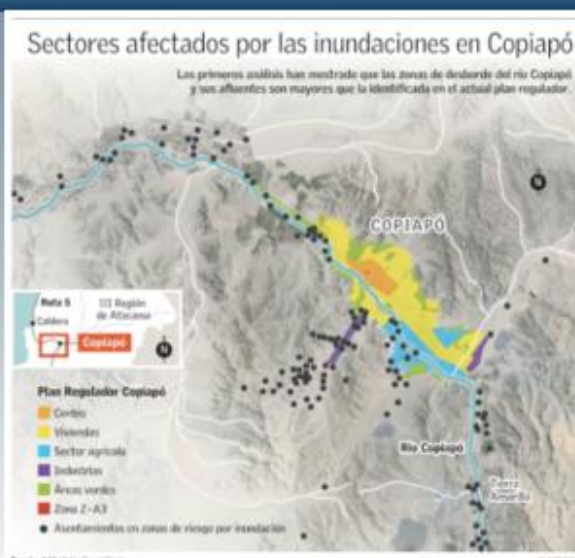 Sectores afectados por las inundaciones en Copiapó
Los primeros análisis han mostrado que las zonas de desborde del río Copiapó
y sus afluentes son mayores que la identificada en el actual plan regulador.
N
COPIAPÓ
Ruta 5
III Región
de Atacama
Caldera
Copiapó
N
Plan Regulador Copiapó
Centro
Viviendas
Sector agrícola
Industrias
Áreas verdes
Zona Z-A3
Asentamientos en zonas de riesgo por inundación
Río Copiapó
Tierra
Amarilla